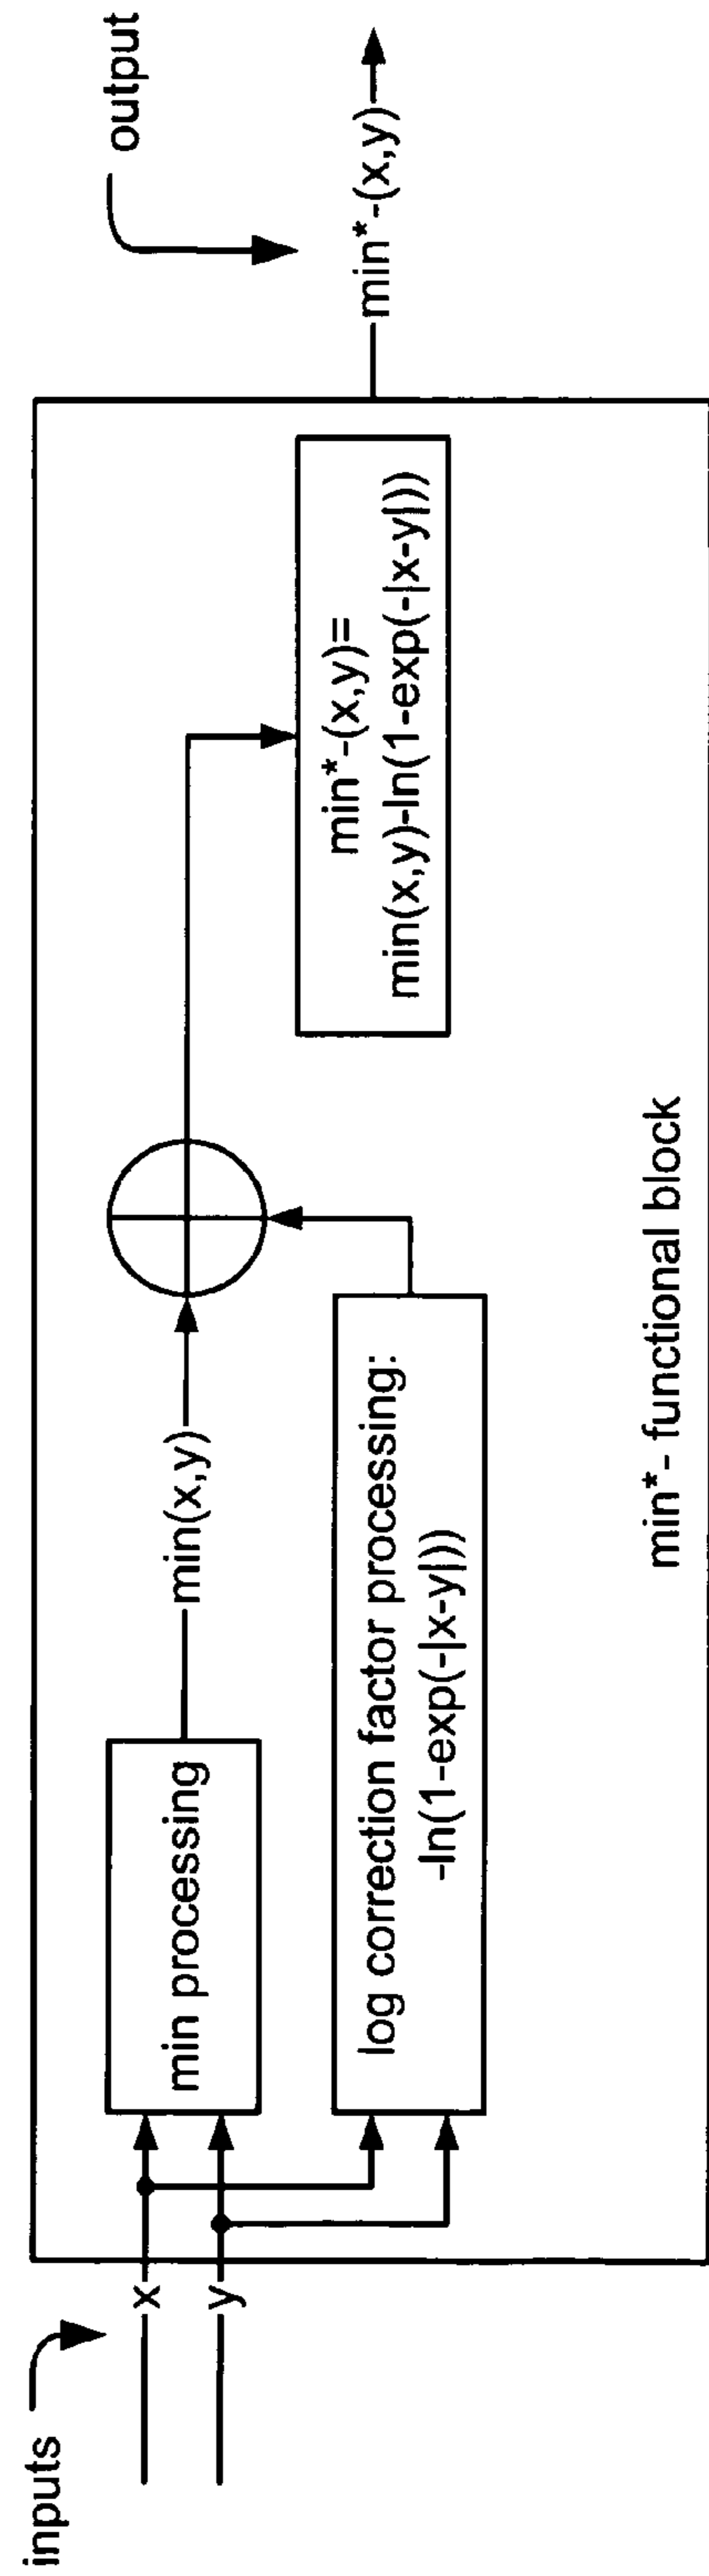 inputs
x
y
min processing
min(x,y)
log correction factor processing:
-ln(1-exp(-|x-y|))
min*-(x,y)=
min(x,y)-ln(1-exp(-|x-y|))
min*-(x,y)
output
min*- functional block